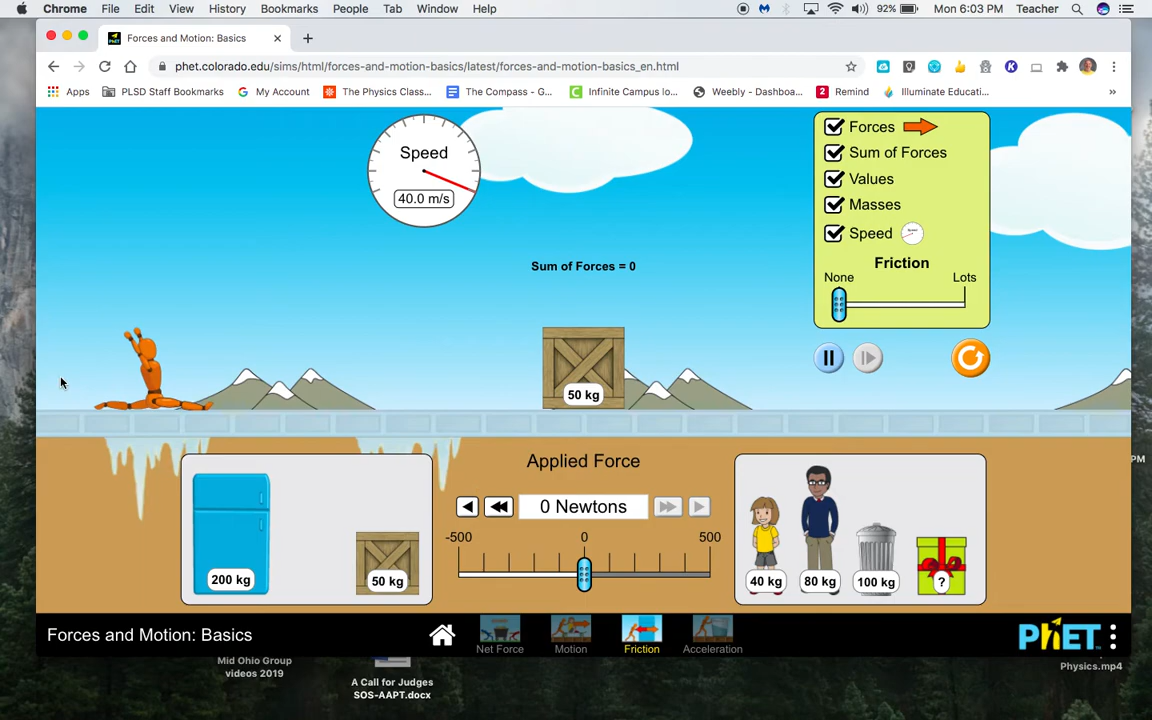 Chrome File Edit View History Bookmarks People Tab Window Help 92% Mon 6:03 PM Teacher
Forces and Motion: Basics
phet.colorado.edu/sims/html/forces-and-motion-basics/latest/forces-and-motion-basics_en.html
Apps PLSD Staff Bookmarks My Account The Physics Clas... The Compass - G... Infinite Campus lo... Weebly - Dashboa... 2 Remind Illuminate Educati... »
Speed
40.0 m/s
Forces
Sum of Forces
Values
Masses
Speed
Friction
None Lots
Sum of Forces = 0
50 kg
Applied Force
0 Newtons
-500 0 500
200 kg
50 kg
40 kg
80 kg
100 kg
?
Forces and Motion: Basics
Net Force Motion Friction Acceleration
PhET
PM
Mid Ohio Group
videos 2019
A Call for Judges
SOS-AAPT.docx
Physics.mp4